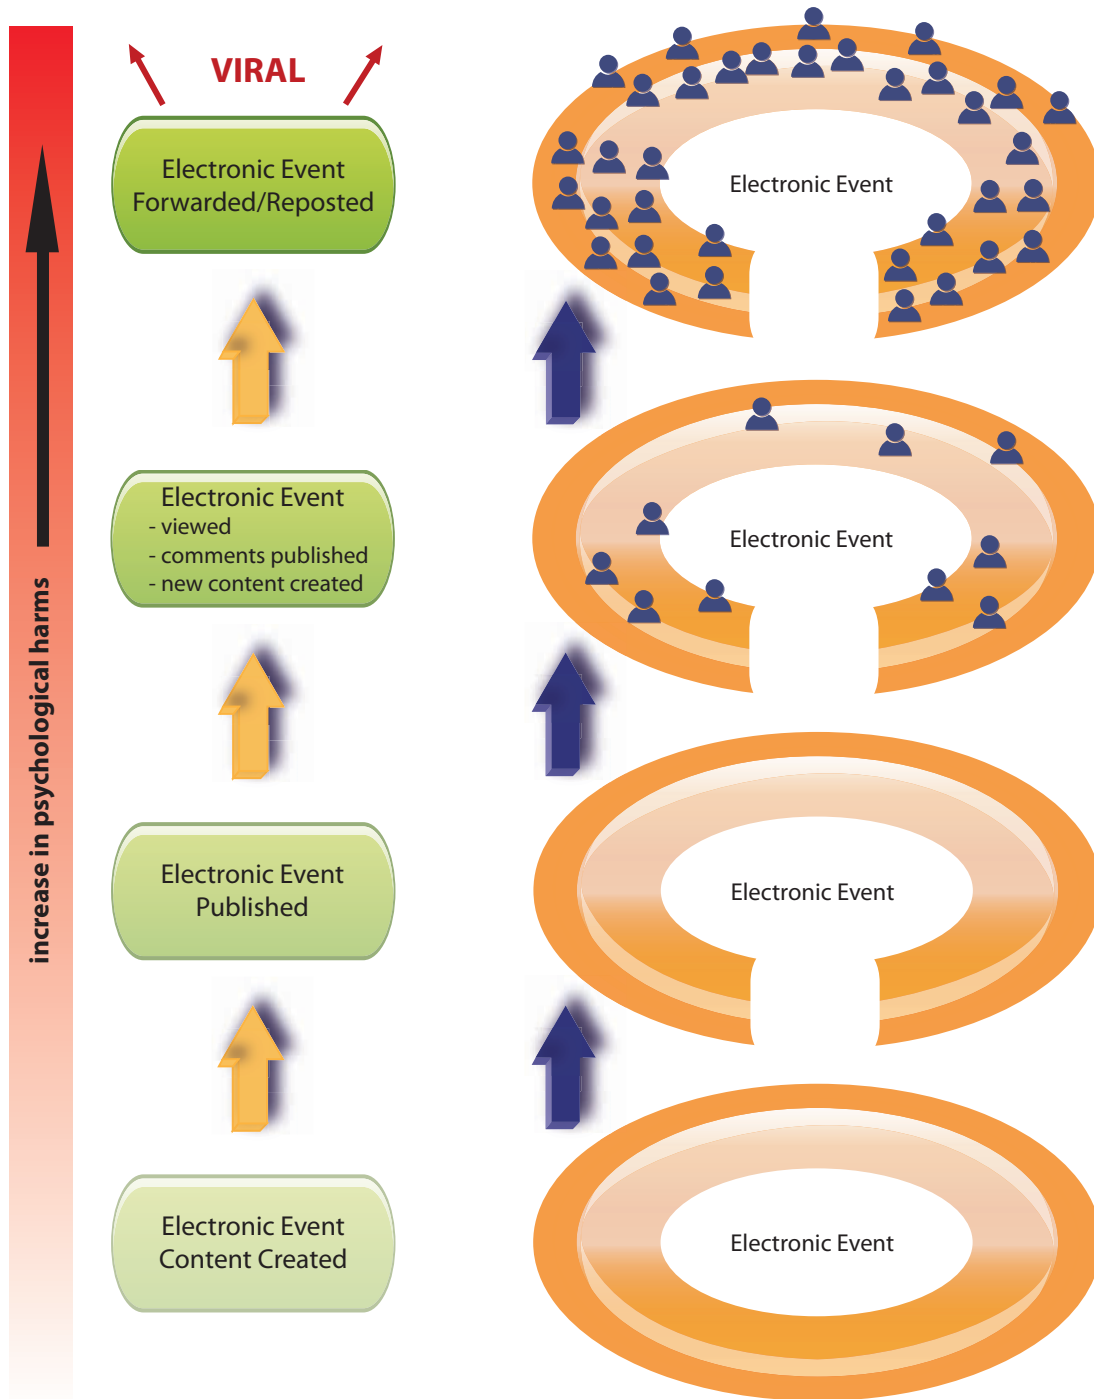 VIRAL
Electronic Event
Forwarded/Reposted
Electronic Event
Electronic Event
- viewed
- comments published
- new content created
Electronic Event
increase in psychological harms
Electronic Event
Published
Electronic Event
Electronic Event
Content Created
Electronic Event